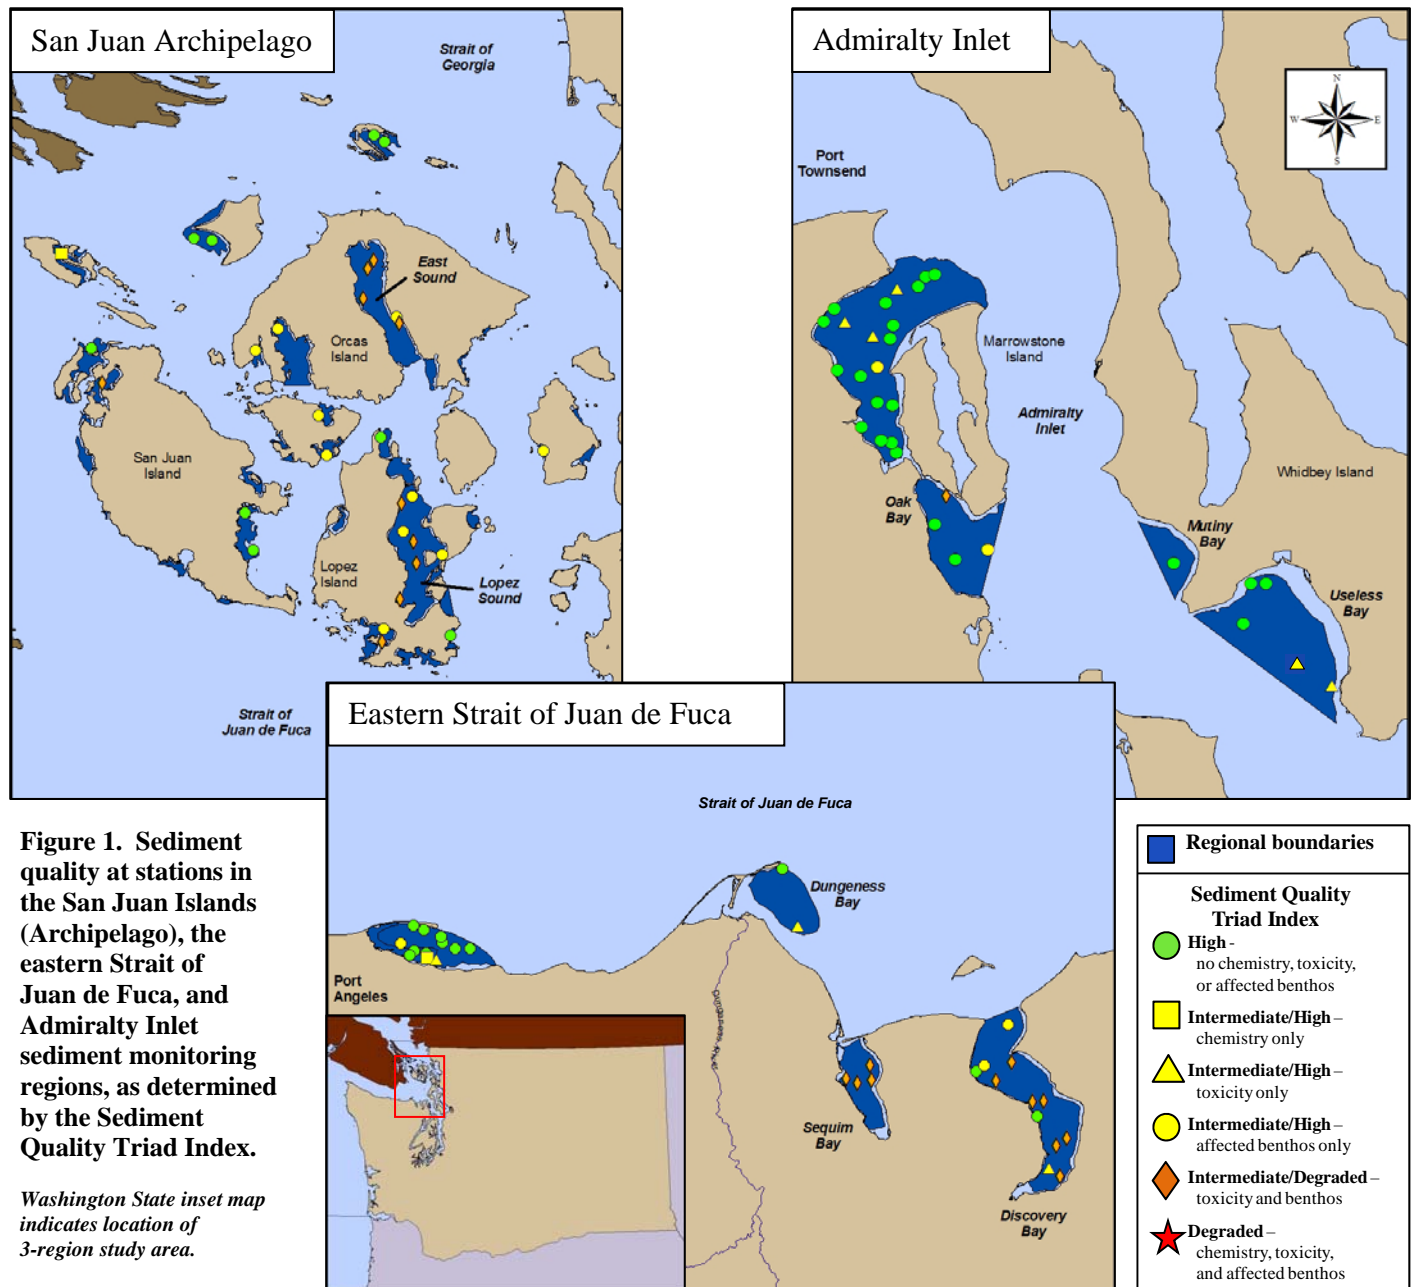 San Juan Archipelago
Strait of
Georgia
East
Sound
Orcas
Island
San Juan
Island
Lopez
Island
Lopez
Sound
Strait of
Juan de Fuca
Admiralty Inlet
N
W
E
S
Port
Townsend
Marrowstone
Island
Admiralty
Inlet
Whidbey Island
Oak
Bay
Mutiny
Bay
Useless
Bay
Eastern Strait of Juan de Fuca
Strait of Juan de Fuca
Dungeness
Bay
Port
Angeles
Sequim
Bay
Discovery
Bay
Figure 1. Sediment
quality at stations in
the San Juan Islands
(Archipelago), the
eastern Strait of
Juan de Fuca, and
Admiralty Inlet
sediment monitoring
regions, as determined
by the Sediment
Quality Triad Index.
Washington State inset map
indicates location of
3-region study area.
Regional boundaries
Sediment Quality
Triad Index
High -
no chemistry, toxicity,
or affected benthos
Intermediate/High –
chemistry only
Intermediate/High –
toxicity only
Intermediate/High –
affected benthos only
Intermediate/Degraded –
toxicity and benthos
Degraded –
chemistry, toxicity,
and affected benthos